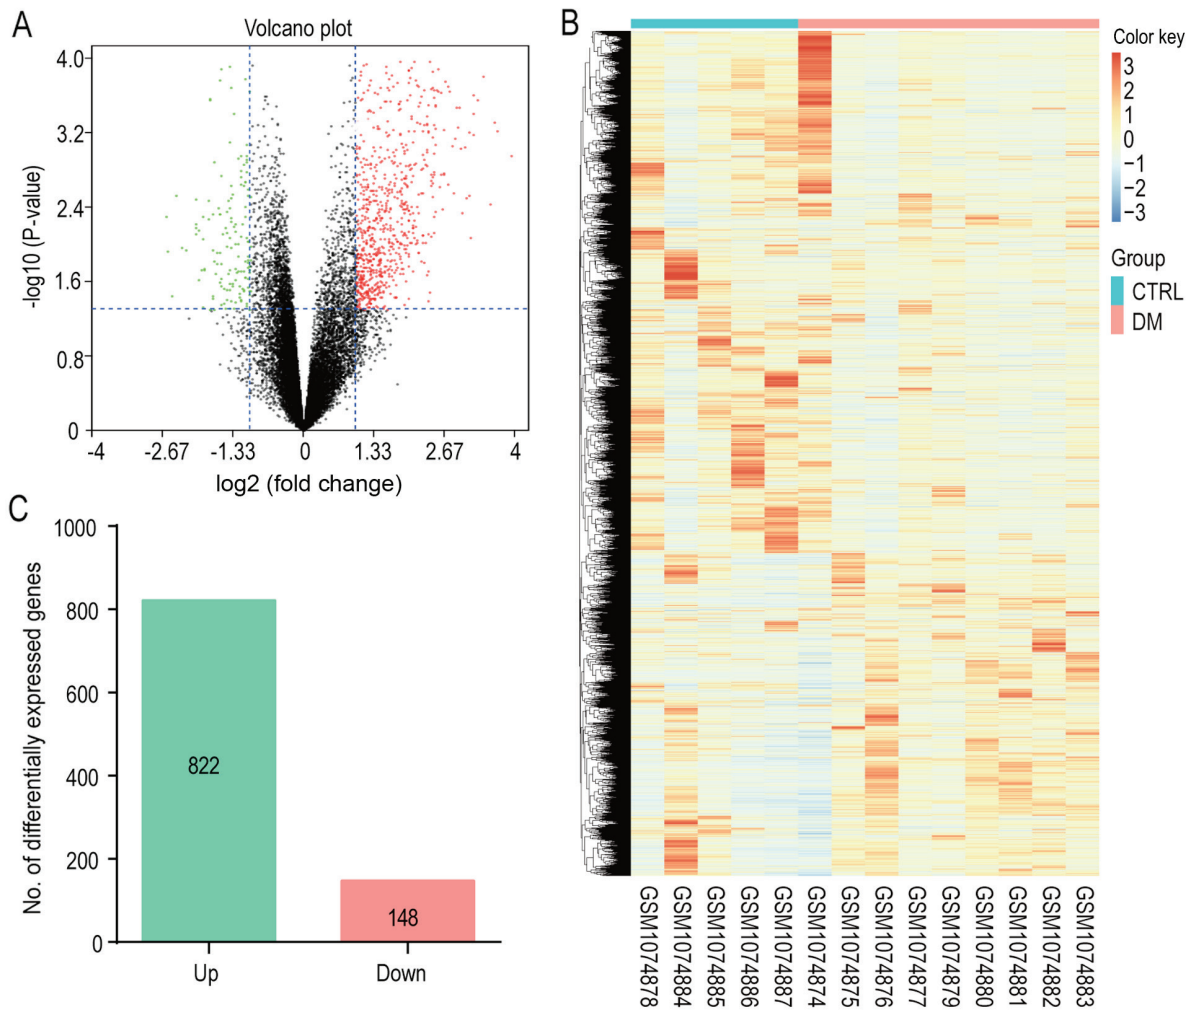 A
Volcano plot
4.0
3.2
2.4
1.6
0.8
0
-log10 (P-value)
-4
-2.67
-1.33
0
1.33
2.67
4
log2 (fold change)
B
Color key
3
2
1
0
−1
−2
−3
Group
CTRL
DM
GSM1074878
GSM1074884
GSM1074885
GSM1074886
GSM1074887
GSM1074874
GSM1074875
GSM1074876
GSM1074877
GSM1074879
GSM1074880
GSM1074881
GSM1074882
GSM1074883
C
1000
800
600
400
200
0
No. of differentially expressed genes
822
148
Up
Down